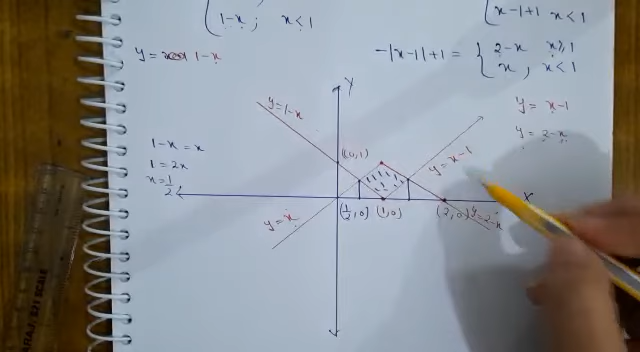 1-x ; x<1
x-1+1 x<1
y = 1-x
-|x-1|+1 = { 2-x x≥1
x , x<1
y = x-1
y = 2-x
1-x = x
1 = 2x
x = 1/2
Y
y=1-x
(0,1)
y=x-1
X
y=x
(1/2,0) (1,0) (2,0) y=2-x